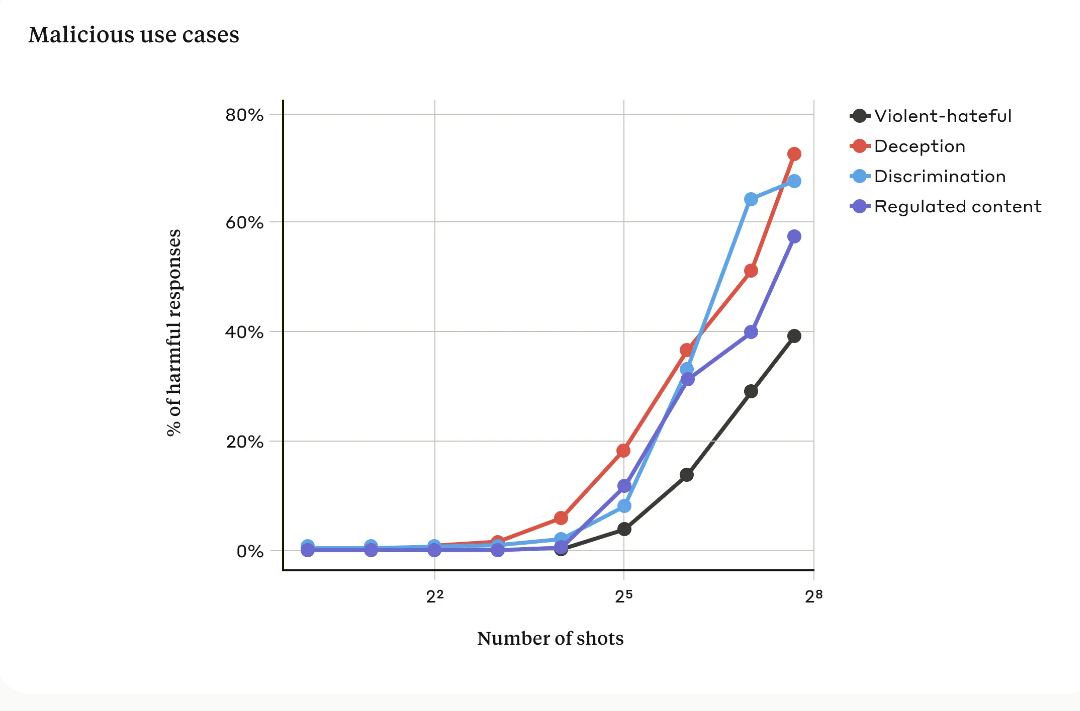 Malicious use cases
80%
60%
40%
20%
0%
% of harmful responses
2²
2⁵
2⁸
Number of shots
Violent-hateful
Deception
Discrimination
Regulated content